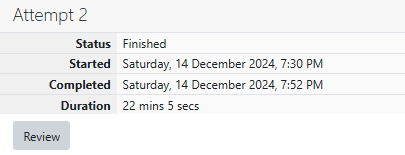 Attempt 2
Status Finished
Started Saturday, 14 December 2024, 7:30 PM
Completed Saturday, 14 December 2024, 7:52 PM
Duration 22 mins 5 secs
Review